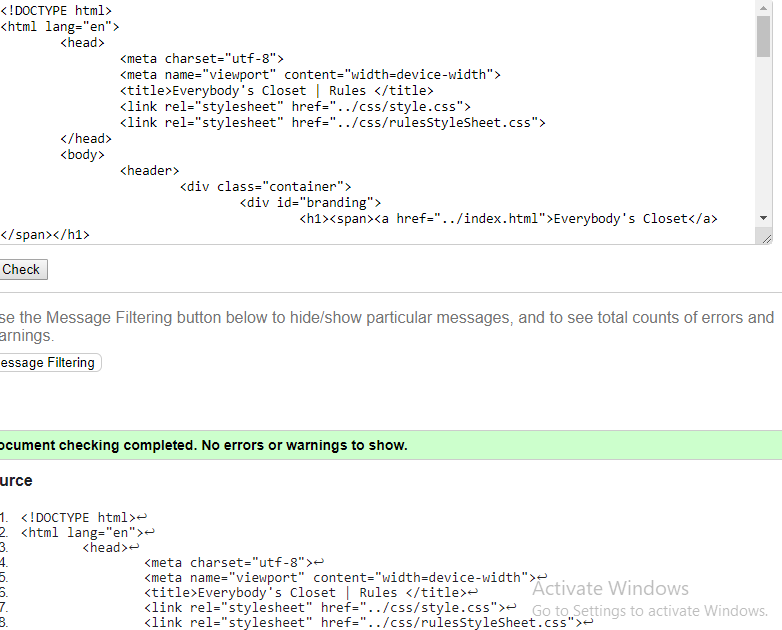 <!DOCTYPE html>
<html lang="en">
<head>
<meta charset="utf-8">
<meta name="viewport" content="width=device-width">
<title>Everybody's Closet | Rules </title>
<link rel="stylesheet" href="../css/style.css">
<link rel="stylesheet" href="../css/rulesStyleSheet.css">
</head>
<body>
<header>
<div class="container">
<div id="branding">
<h1><span><a href="../index.html">Everybody's Closet</a>
</span></h1>
Check
se the Message Filtering button below to hide/show particular messages, and to see total counts of errors and
arnings.
essage Filtering
ocument checking completed. No errors or warnings to show.
urce
1. <!DOCTYPE html>↩
2. <html lang="en">↩
3. <head>↩
4. <meta charset="utf-8">↩
5. <meta name="viewport" content="width=device-width">↩
6. <title>Everybody's Closet | Rules </title>↩
7. <link rel="stylesheet" href="../css/style.css">↩
8. <link rel="stylesheet" href="../css/rulesStyleSheet.css">↩
Activate Windows
Go to Settings to activate Windows.